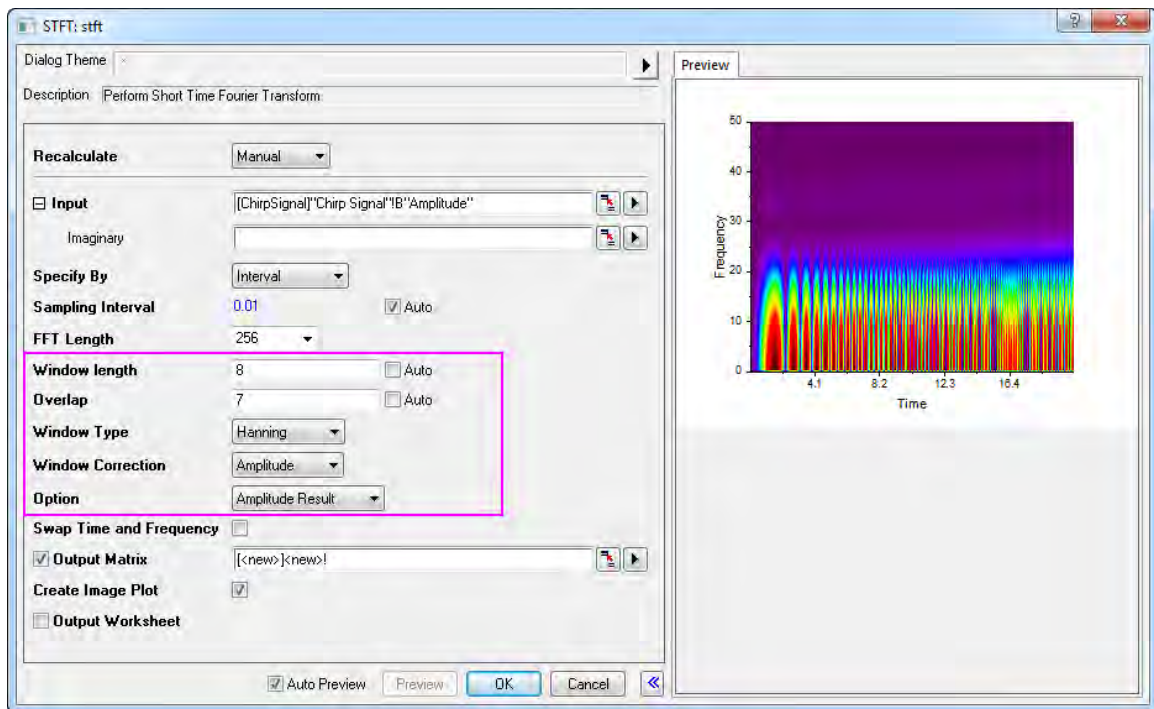 STFT: stft
Dialog Theme *
Description Perform Short Time Fourier Transform
Recalculate Manual
Input [ChirpSignal]"Chirp Signal"!B"Amplitude"
Imaginary
Specify By Interval
Sampling Interval 0.01 Auto
FFT Length 256
Window length 8 Auto
Overlap 7 Auto
Window Type Hanning
Window Correction Amplitude
Option Amplitude Result
Swap Time and Frequency
Output Matrix [<new>]<new>!
Create Image Plot
Output Worksheet
Auto Preview Preview OK Cancel
Preview
50
40
30
20
10
0
Frequency
4.1 8.2 12.3 16.4
Time